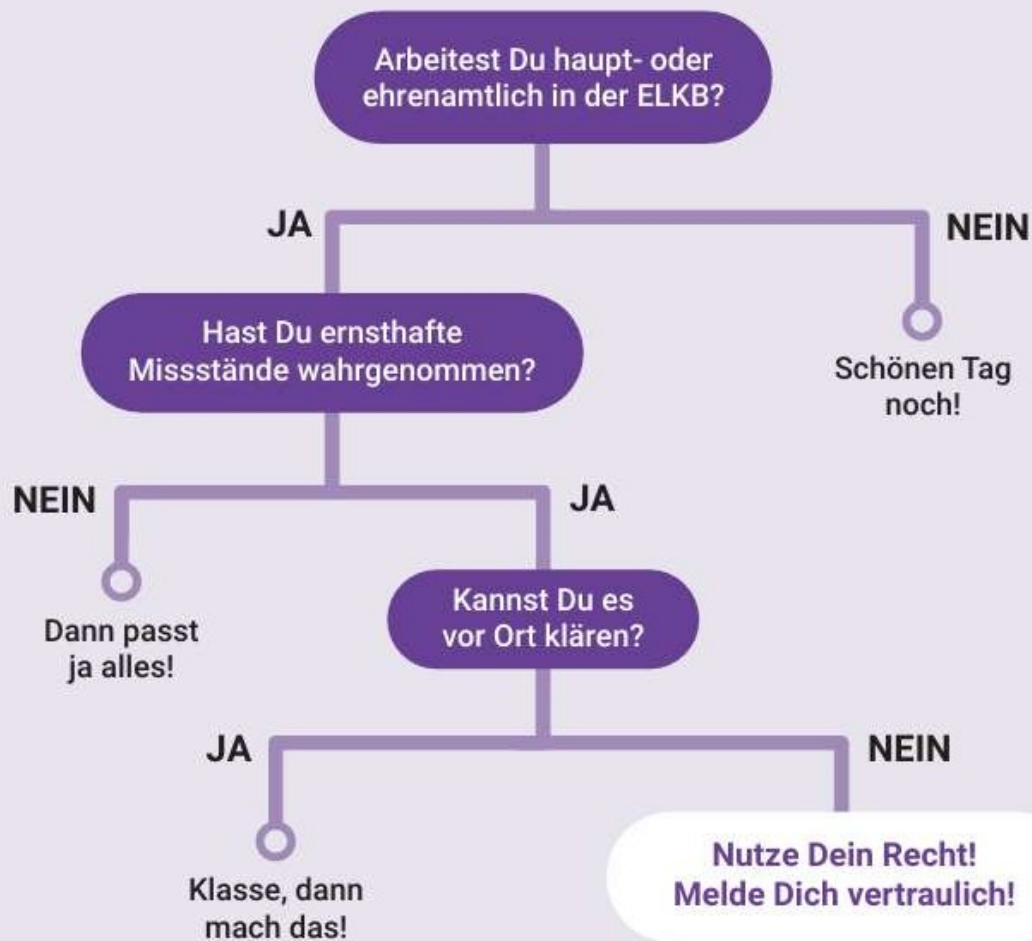 Arbeitest Du haupt- oder
ehrenamtlich in der ELKB?
JA
NEIN
Hast Du ernsthafte
Missstände wahrgenommen?
Schönen Tag
noch!
NEIN
JA
Dann passt
ja alles!
Kannst Du es
vor Ort klären?
JA
NEIN
Klasse, dann
mach das!
Nutze Dein Recht!
Melde Dich vertraulich!